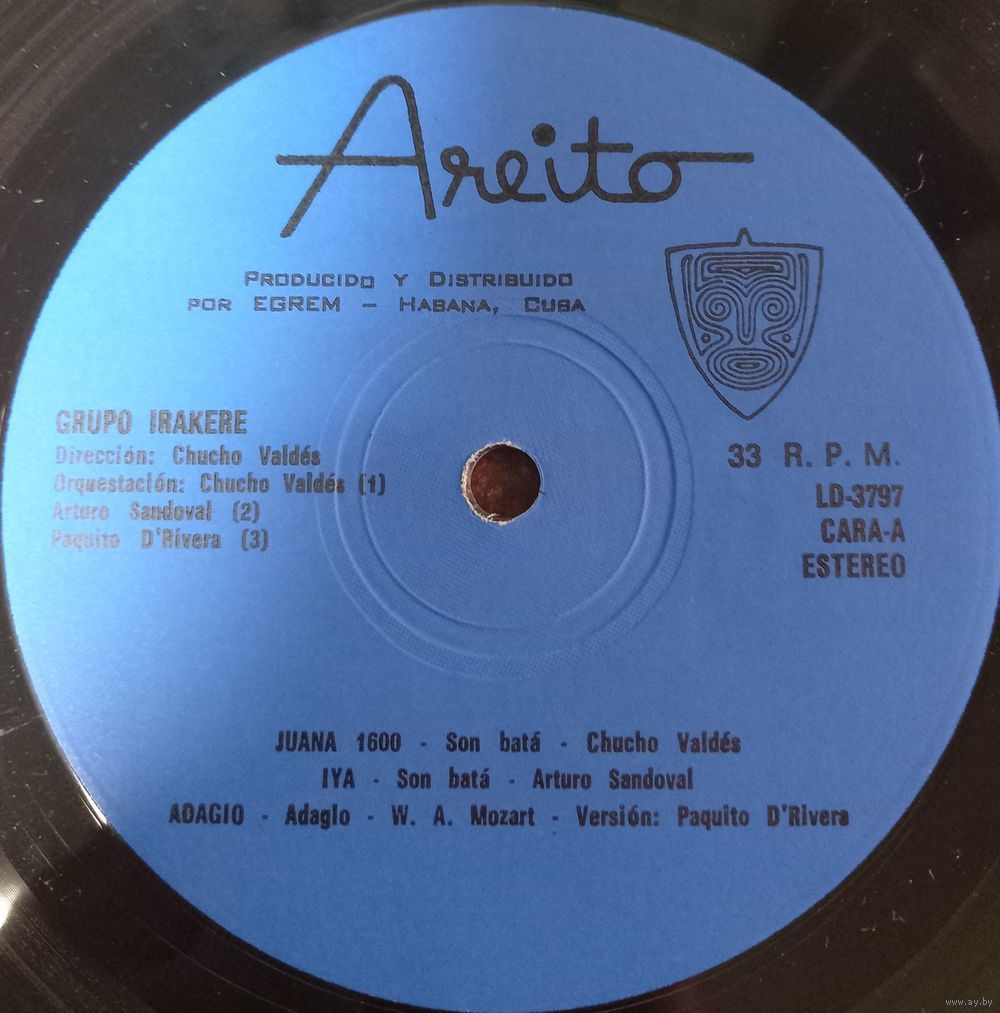 Areito
PRODUCIDO Y DISTRIBUIDO
POR EGREM - HABANA, CUBA
GRUPO IRAKERE
Dirección: Chucho Valdés
Orquestación: Chucho Valdés (1)
Arturo Sandoval (2)
Paquito D'Rivera (3)
33 R. P. M.
LD-3797
CARA-A
ESTEREO
JUANA 1600 - Son batá - Chucho Valdés
IYA - Son batá - Arturo Sandoval
ADAGIO - Adagio - W. A. Mozart - Versión: Paquito D'Rivera
www.ay.by